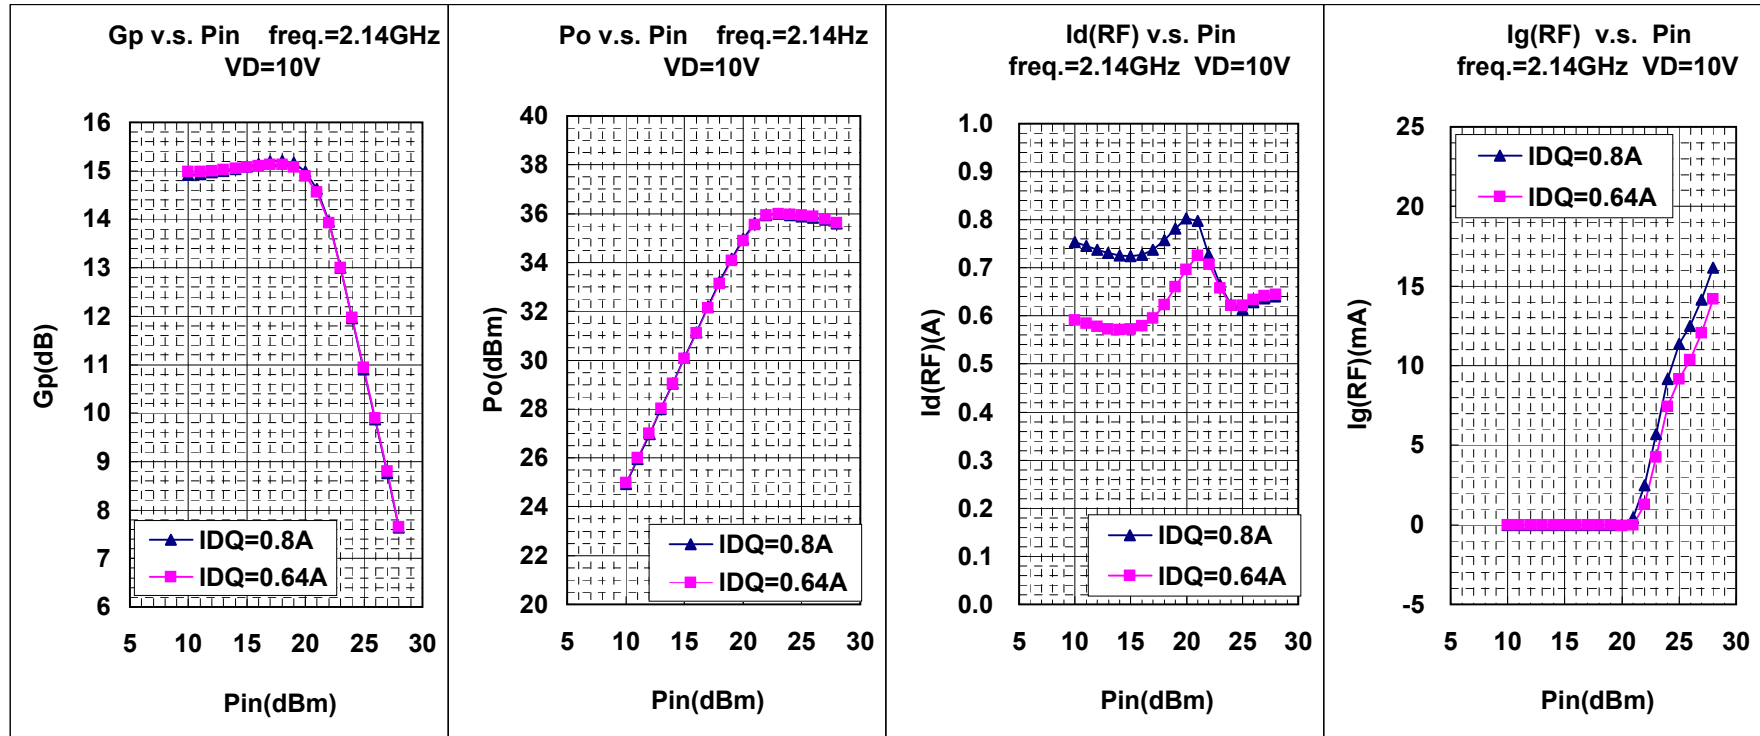 Gp v.s. Pin    freq.=2.14GHz
VD=10V
16
15
14
13
12
11
10
9
8
7
6
Gp(dB)
IDQ=0.8A
IDQ=0.64A
5 10 15 20 25 30
Pin(dBm)
Po v.s. Pin    freq.=2.14Hz
VD=10V
40
38
36
34
32
30
28
26
24
22
20
Po(dBm)
IDQ=0.8A
IDQ=0.64A
5 10 15 20 25 30
Pin(dBm)
Id(RF) v.s. Pin
freq.=2.14GHz  VD=10V
1.0
0.9
0.8
0.7
0.6
0.5
0.4
0.3
0.2
0.1
0.0
Id(RF)(A)
IDQ=0.8A
IDQ=0.64A
5 10 15 20 25 30
Pin(dBm)
Ig(RF)  v.s.  Pin
freq.=2.14GHz  VD=10V
25
20
15
10
5
0
-5
Ig(RF)(mA)
IDQ=0.8A
IDQ=0.64A
5 10 15 20 25 30
Pin(dBm)